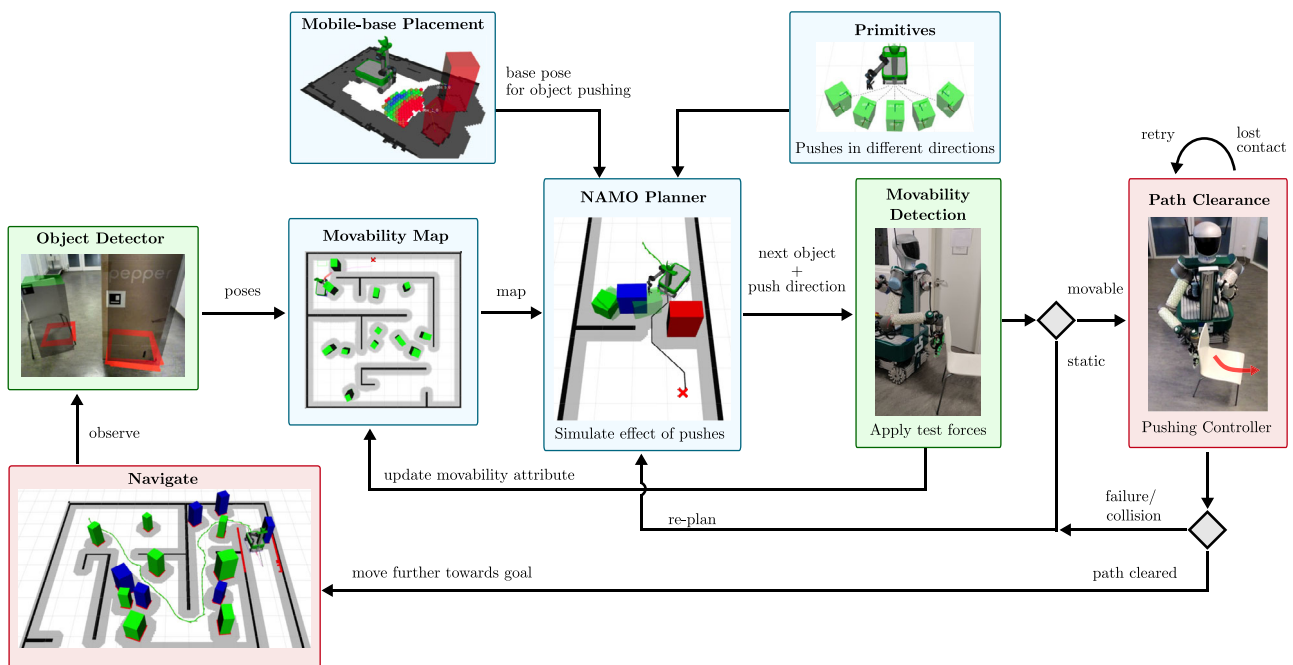 Mobile-base Placement
base pose
for object pushing
Primitives
Pushes in different directions
retry
lost
contact
Object Detector
pepper
poses
Movability Map
map
NAMO Planner
Simulate effect of pushes
next object
+
push direction
Movability
Detection
Apply test forces
movable
static
Path Clearance
Pushing Controller
observe
update movability attribute
re-plan
failure/
collision
Navigate
move further towards goal
path cleared